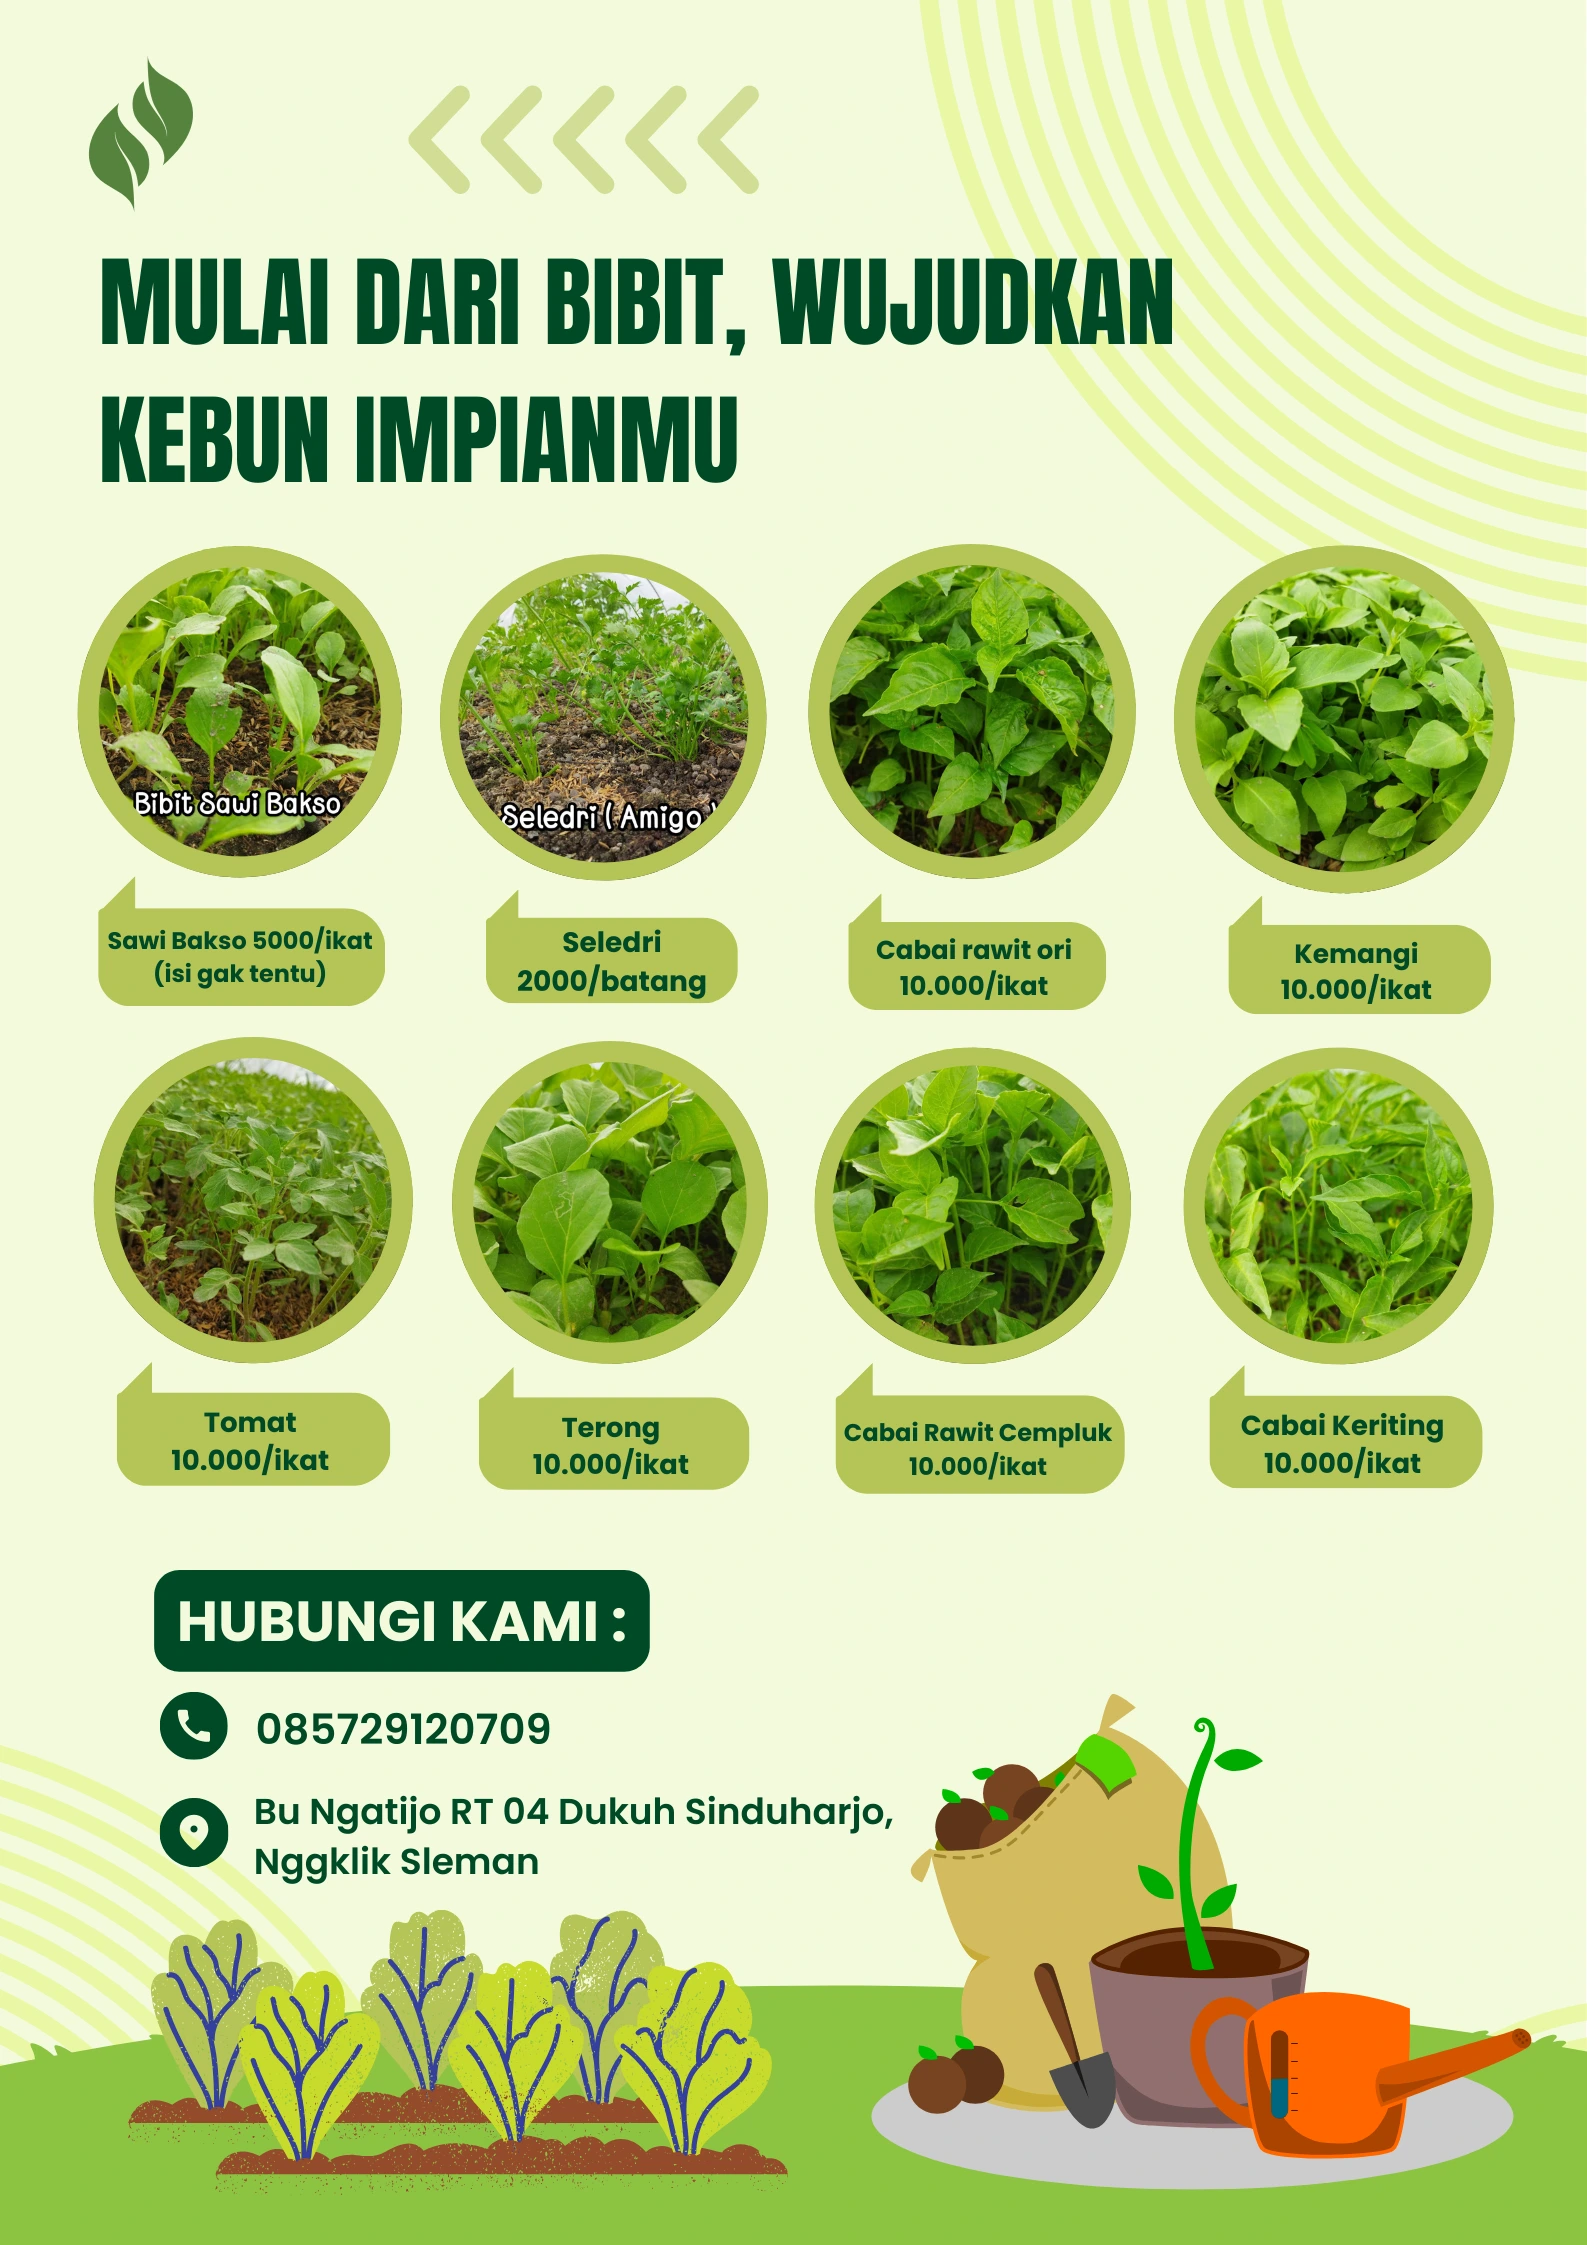 MULAI DARI BIBIT, WUJUDKAN
KEBUN IMPIANMU
Bibit Sawi Bakso
Seledri ( Amigo )
Sawi Bakso 5000/ikat
(isi gak tentu)
Seledri
2000/batang
Cabai rawit ori
10.000/ikat
Kemangi
10.000/ikat
Tomat
10.000/ikat
Terong
10.000/ikat
Cabai Rawit Cempluk
10.000/ikat
Cabai Keriting
10.000/ikat
HUBUNGI KAMI :
085729120709
Bu Ngatijo RT 04 Dukuh Sinduharjo,
Nggklik Sleman